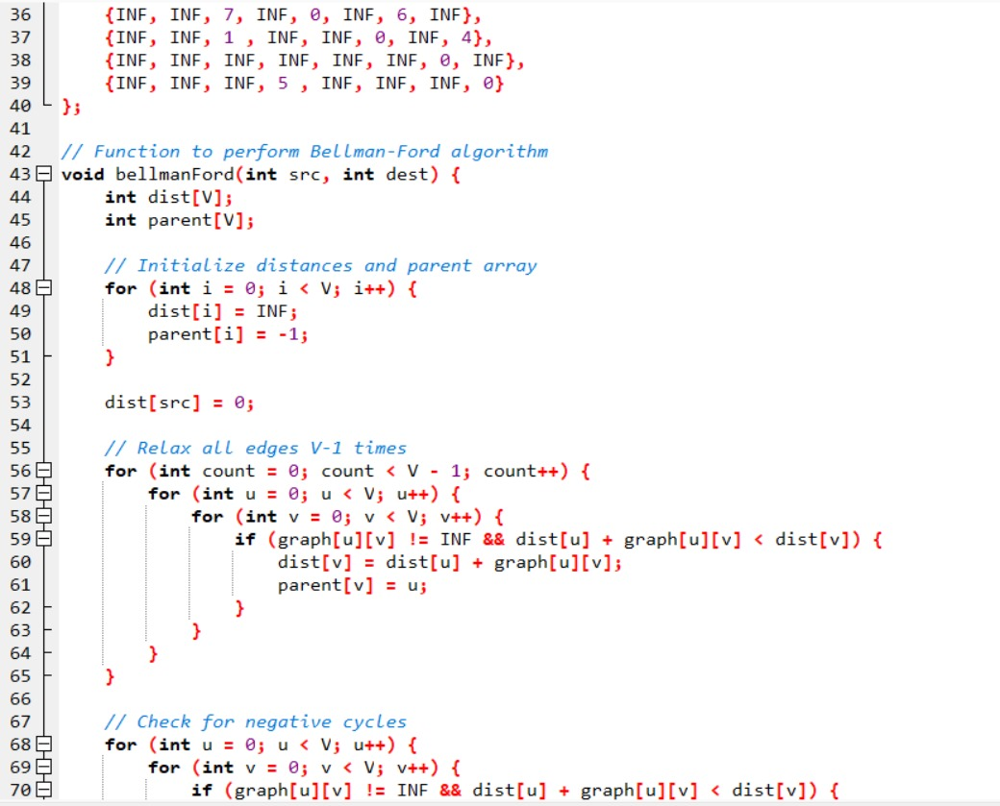 36 {INF, INF, 7, INF, 0, INF, 6, INF},
37 {INF, INF, 1 , INF, INF, 0, INF, 4},
38 {INF, INF, INF, INF, INF, INF, 0, INF},
39 {INF, INF, INF, 5 , INF, INF, INF, 0}
40 };
41
42 // Function to perform Bellman-Ford algorithm
43 void bellmanFord(int src, int dest) {
44 int dist[V];
45 int parent[V];
46
47 // Initialize distances and parent array
48 for (int i = 0; i < V; i++) {
49 dist[i] = INF;
50 parent[i] = -1;
51 }
52
53 dist[src] = 0;
54
55 // Relax all edges V-1 times
56 for (int count = 0; count < V - 1; count++) {
57 for (int u = 0; u < V; u++) {
58 for (int v = 0; v < V; v++) {
59 if (graph[u][v] != INF && dist[u] + graph[u][v] < dist[v]) {
60 dist[v] = dist[u] + graph[u][v];
61 parent[v] = u;
62 }
63 }
64 }
65 }
66
67 // Check for negative cycles
68 for (int u = 0; u < V; u++) {
69 for (int v = 0; v < V; v++) {
70 if (graph[u][v] != INF && dist[u] + graph[u][v] < dist[v]) {